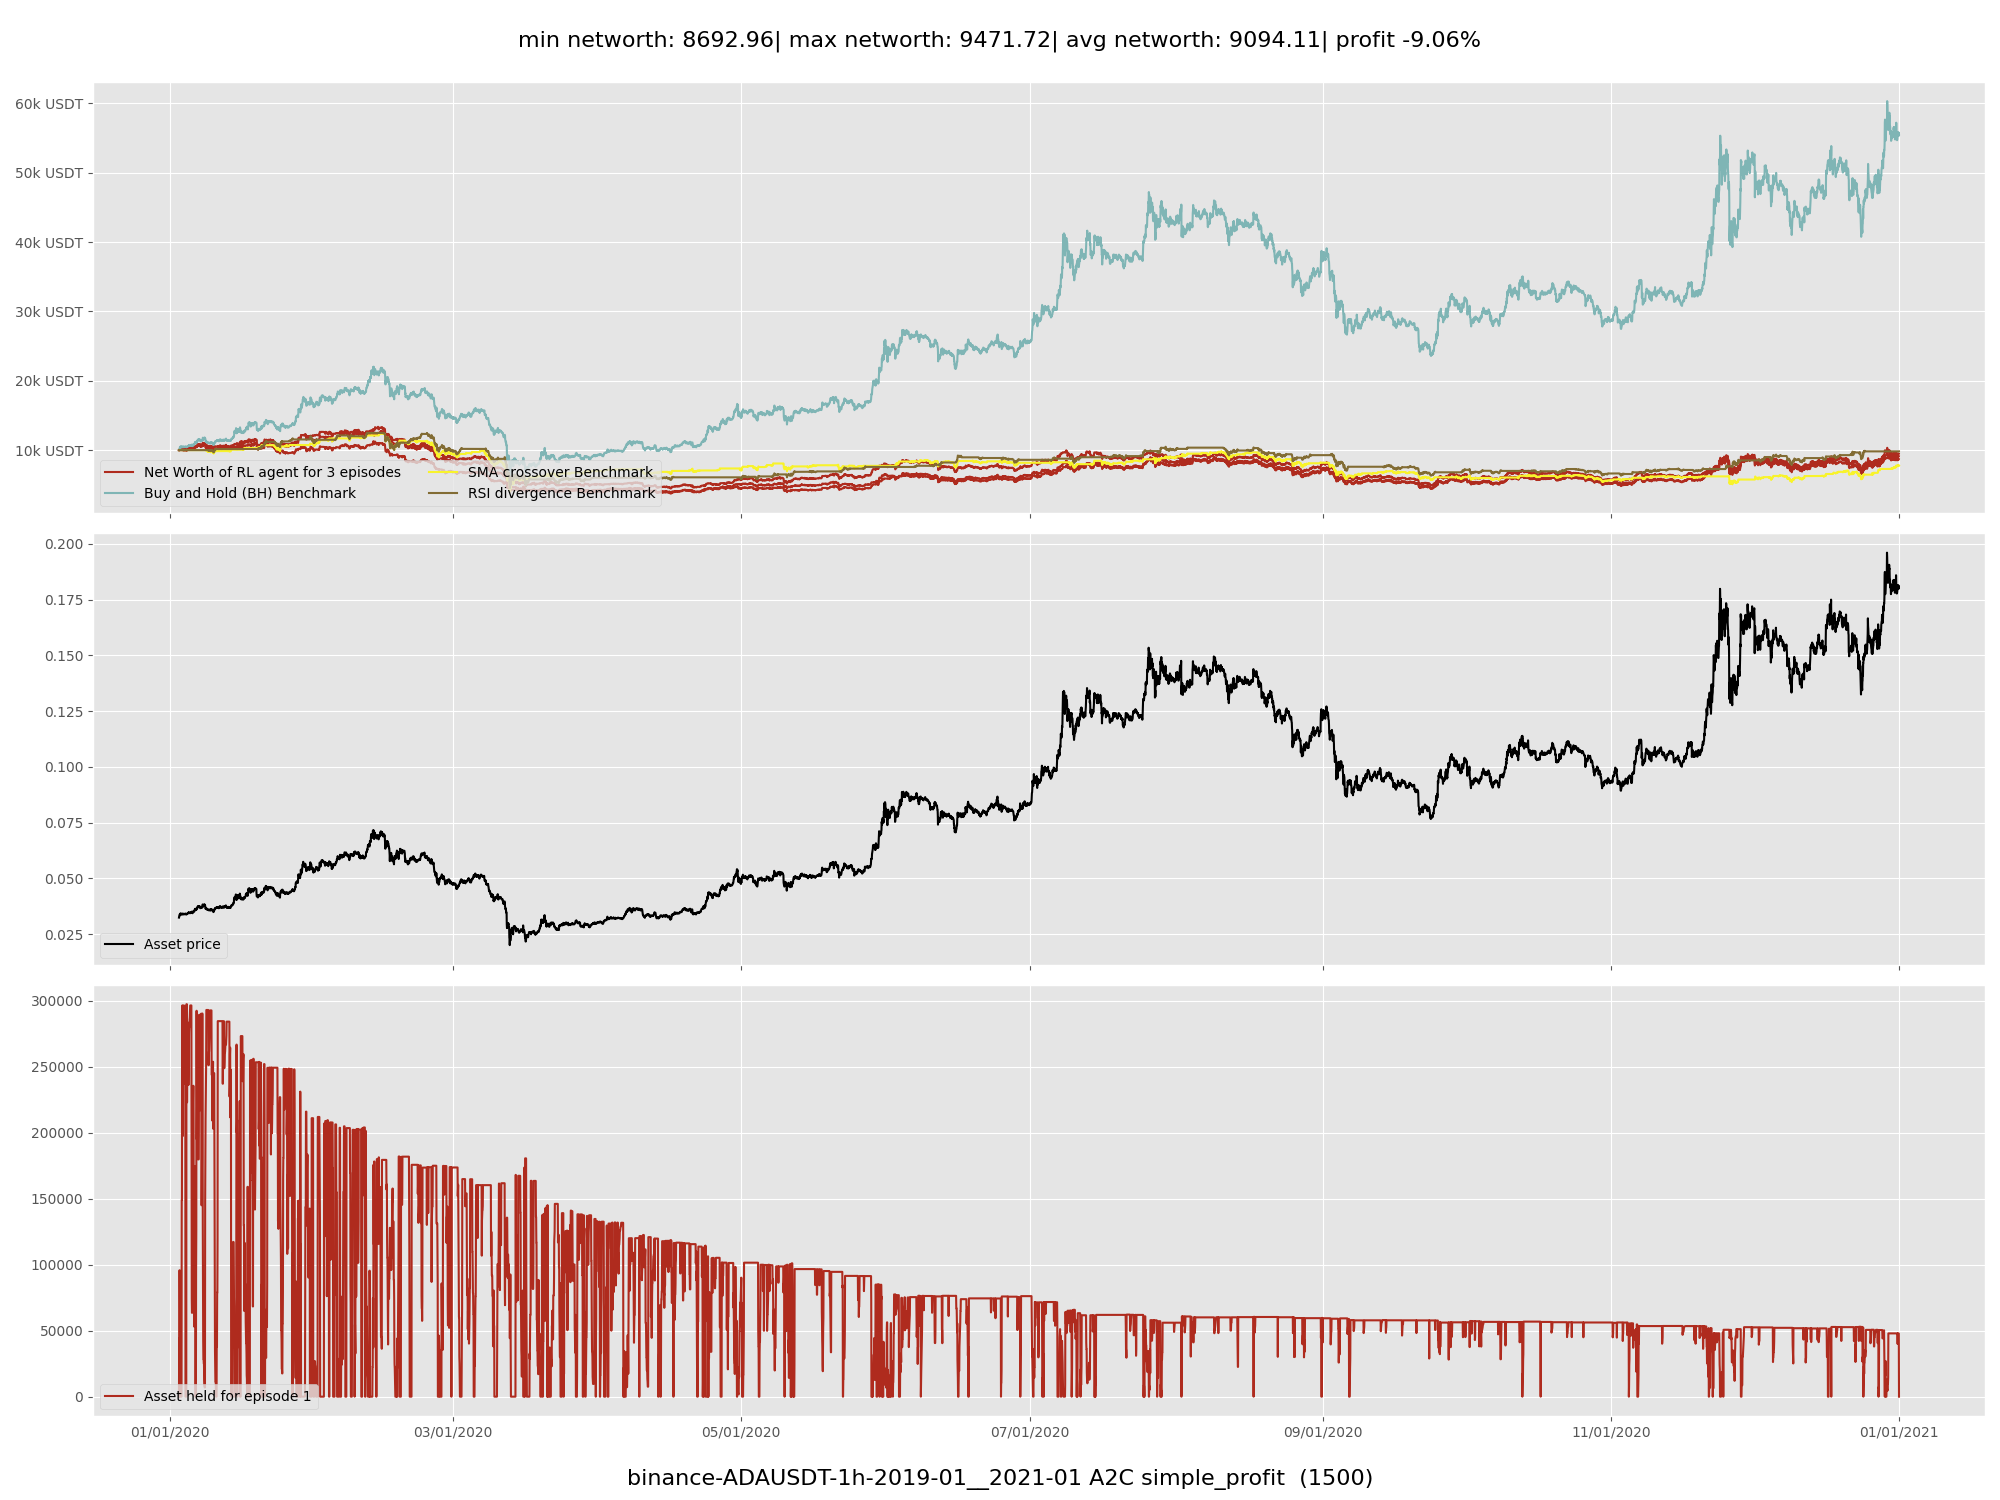 min networth: 8692.96| max networth: 9471.72| avg networth: 9094.11| profit -9.06%
60k USDT
50k USDT
40k USDT
30k USDT
20k USDT
10k USDT
Net Worth of RL agent for 3 episodes
Buy and Hold (BH) Benchmark
SMA crossover Benchmark
RSI divergence Benchmark
0.200
0.175
0.150
0.125
0.100
0.075
0.050
0.025
Asset price
300000
250000
200000
150000
100000
50000
0
Asset held for episode 1
01/01/2020 03/01/2020 05/01/2020 07/01/2020 09/01/2020 11/01/2020 01/01/2021
binance-ADAUSDT-1h-2019-01__2021-01 A2C simple_profit  (1500)